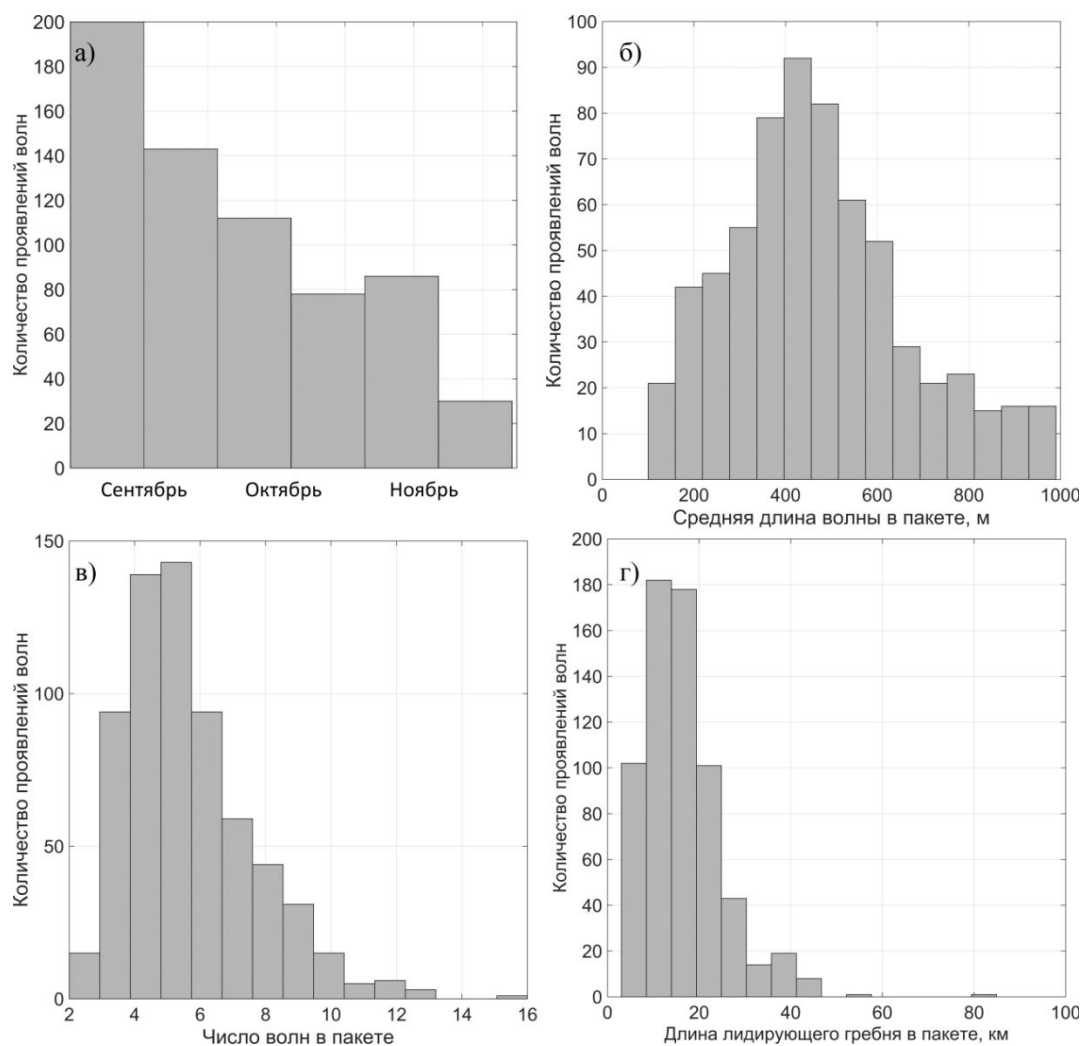 а)
Количество проявлений волн
200
180
160
140
120
100
80
60
40
20
0
Сентябрь Октябрь Ноябрь
б)
Количество проявлений волн
100
90
80
70
60
50
40
30
20
10
0
0 200 400 600 800 1000
Средняя длина волны в пакете, м
в)
Количество проявлений волн
150
100
50
0
2 4 6 8 10 12 14 16
Число волн в пакете
г)
Количество проявлений волн
200
180
160
140
120
100
80
60
40
20
0
0 20 40 60 80 100
Длина лидирующего гребня в пакете, км